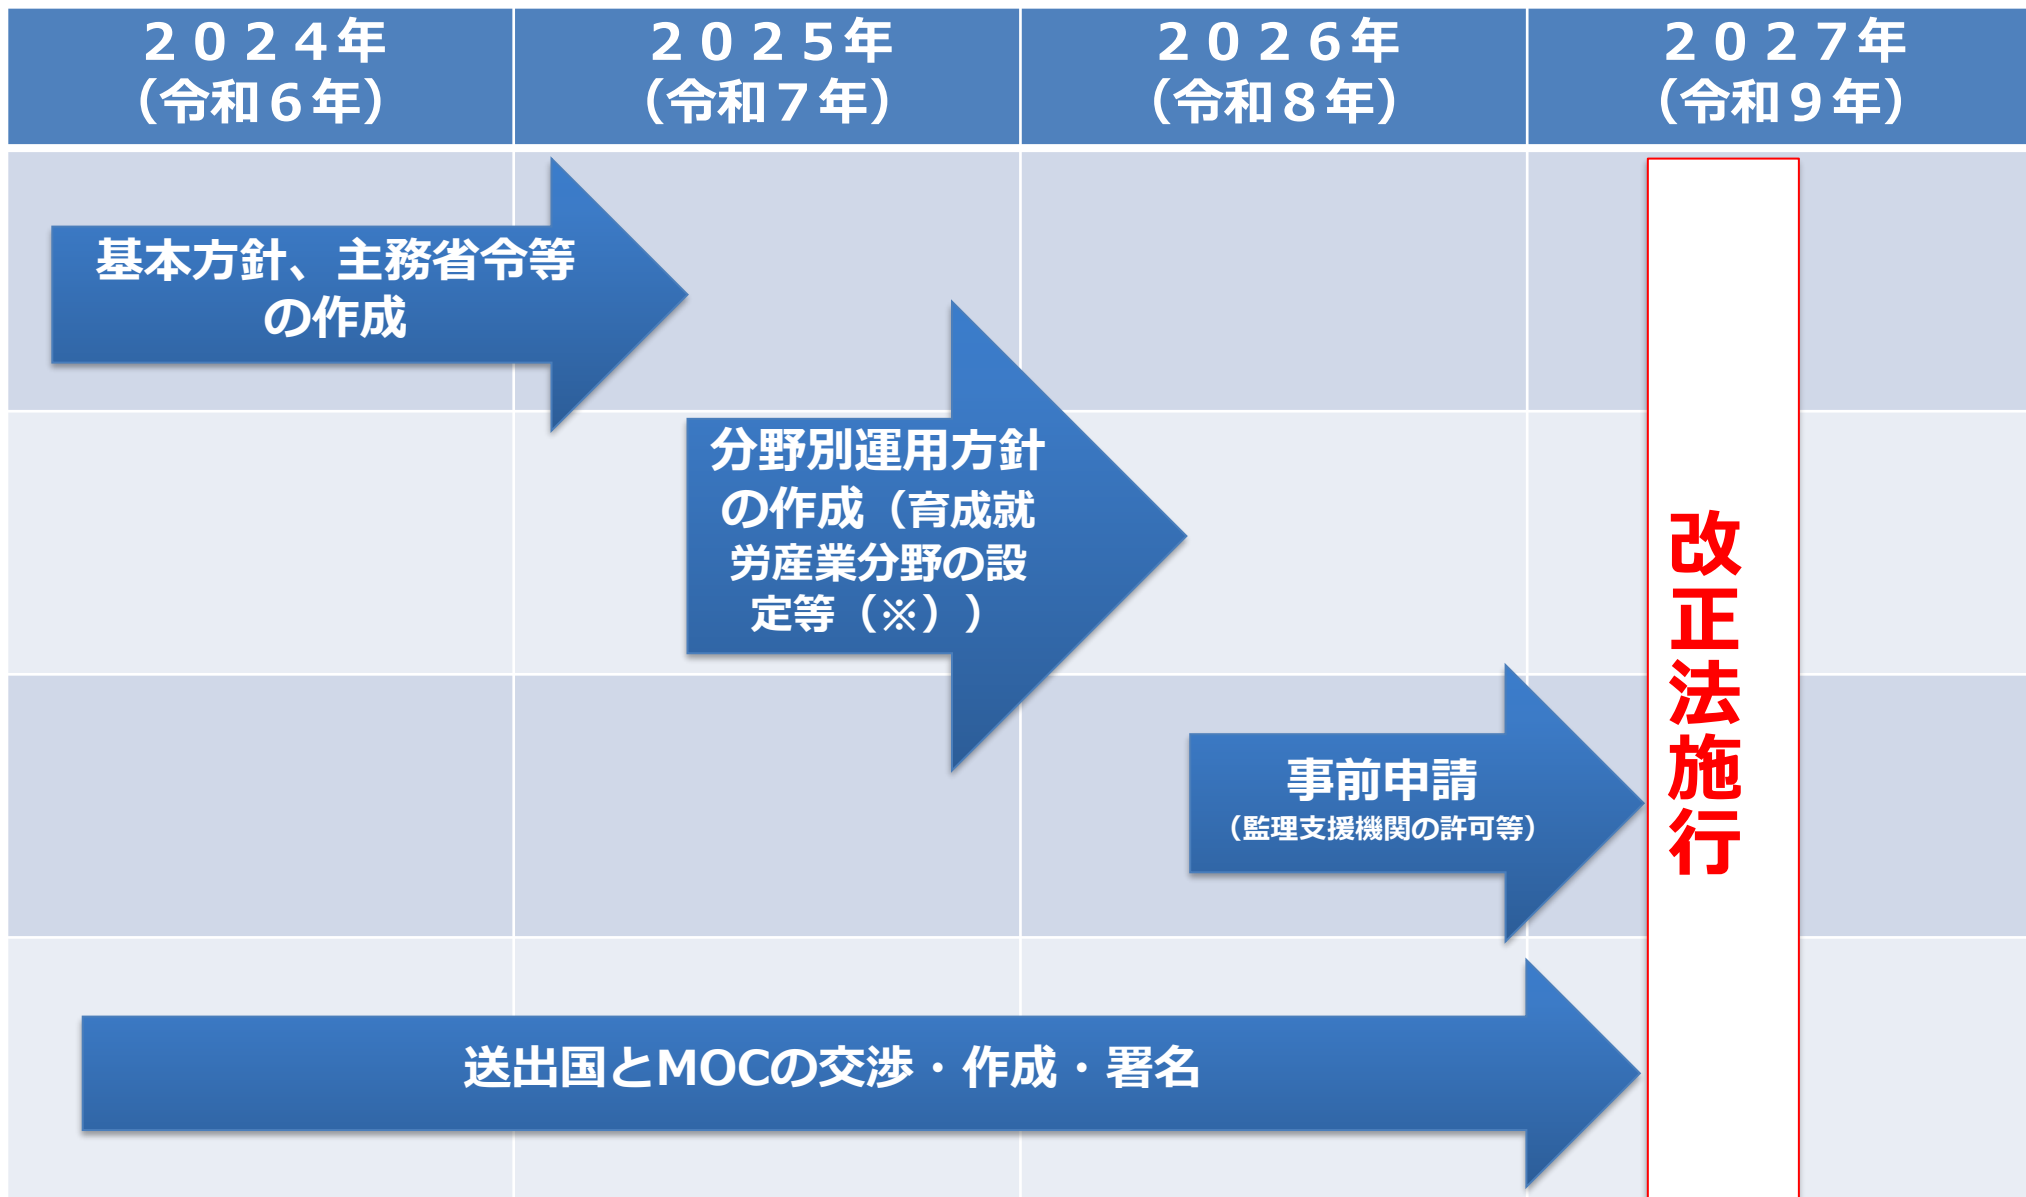 ２０２４年
（令和６年）
２０２５年
（令和７年）
２０２６年
（令和８年）
２０２７年
（令和９年）
基本方針、主務省令等
の作成
分野別運用方針
の作成（育成就
労産業分野の設
定等（※））
事前申請
（監理支援機関の許可等）
送出国とMOCの交渉・作成・署名
改正法施行